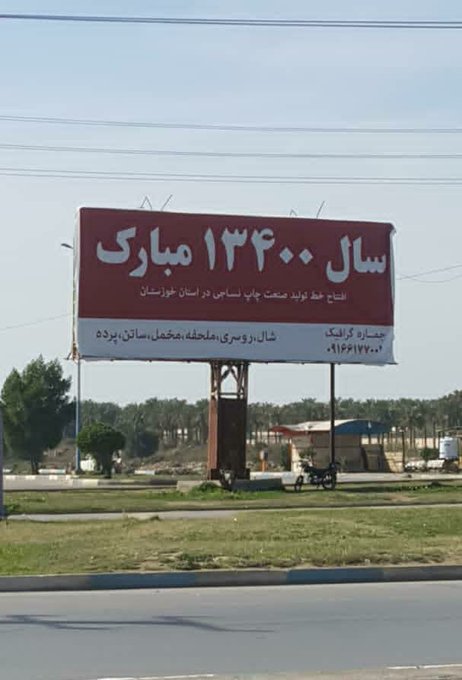 سال ۱۳۴۰۰ مبارک
افتتاح خط تولید صنعت چاپ نساجی در استان خوزستان
شال،روسری،ملحفه،مخمل،ساتن،پرده
جماره گرافیک
۰۹۱۶۶۱۷۷۰۰۲